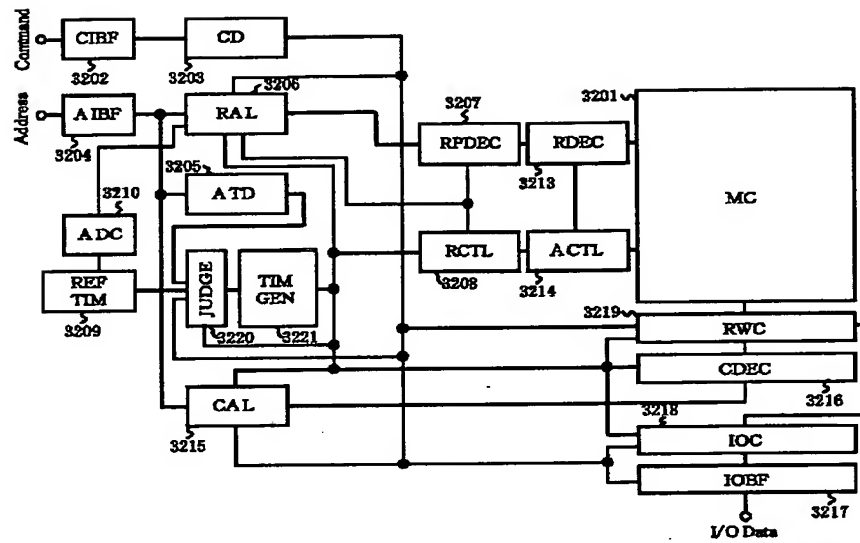 Command
CIBF
3202
CD
3203
3206
Address
AIBF
3204
RAL
3207
RPDEC
RDEC
3213
3201
MC
3205
ATD
3210
ADC
REF
TIM
3209
JUDGE
3220
TIM
GEN
3221
RCTL
3208
ACTL
3214
3219
RWC
CDEC
3216
CAL
3215
3218
IOC
IOBF
3217
I/O Data